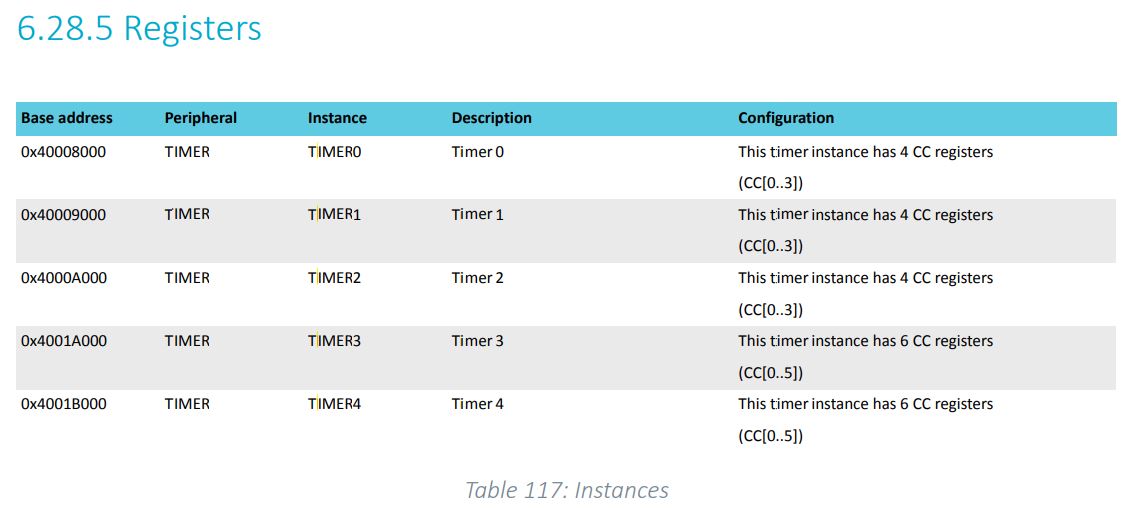 6.28.5 Registers
Base address Peripheral Instance Description Configuration
0x40008000 TIMER TIMER0 Timer 0 This timer instance has 4 CC registers
(CC[0..3])
0x40009000 TIMER TIMER1 Timer 1 This timer instance has 4 CC registers
(CC[0..3])
0x4000A000 TIMER TIMER2 Timer 2 This timer instance has 4 CC registers
(CC[0..3])
0x4001A000 TIMER TIMER3 Timer 3 This timer instance has 6 CC registers
(CC[0..5])
0x4001B000 TIMER TIMER4 Timer 4 This timer instance has 6 CC registers
(CC[0..5])
Table 117: Instances